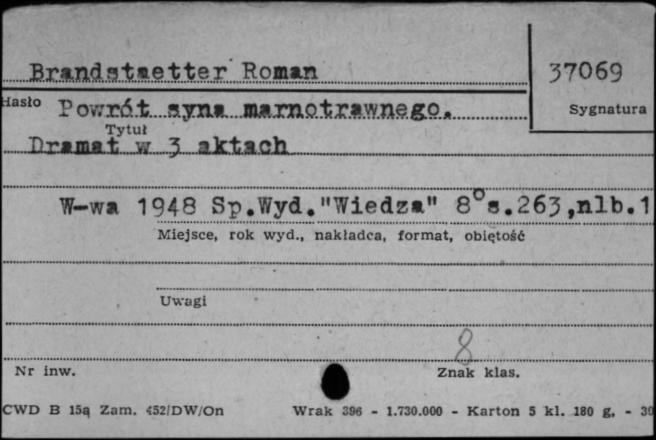 Brandstaetter Roman
37069
Hasło
Powrót syna marnotrawnego.
Sygnatura
Tytuł
Dramat w 3 aktach
W-wa 1948 Sp.Wyd."Wiedza" 8° s.263,nlb.1
Miejsce, rok wyd., nakładca, format, objętość
Uwagi
8
Nr inw.
Znak klas.
CWD B 15ą Zam. 452/DW/On
Wrak 396 - 1.730.000 - Karton 5 kl. 180 g. - 30